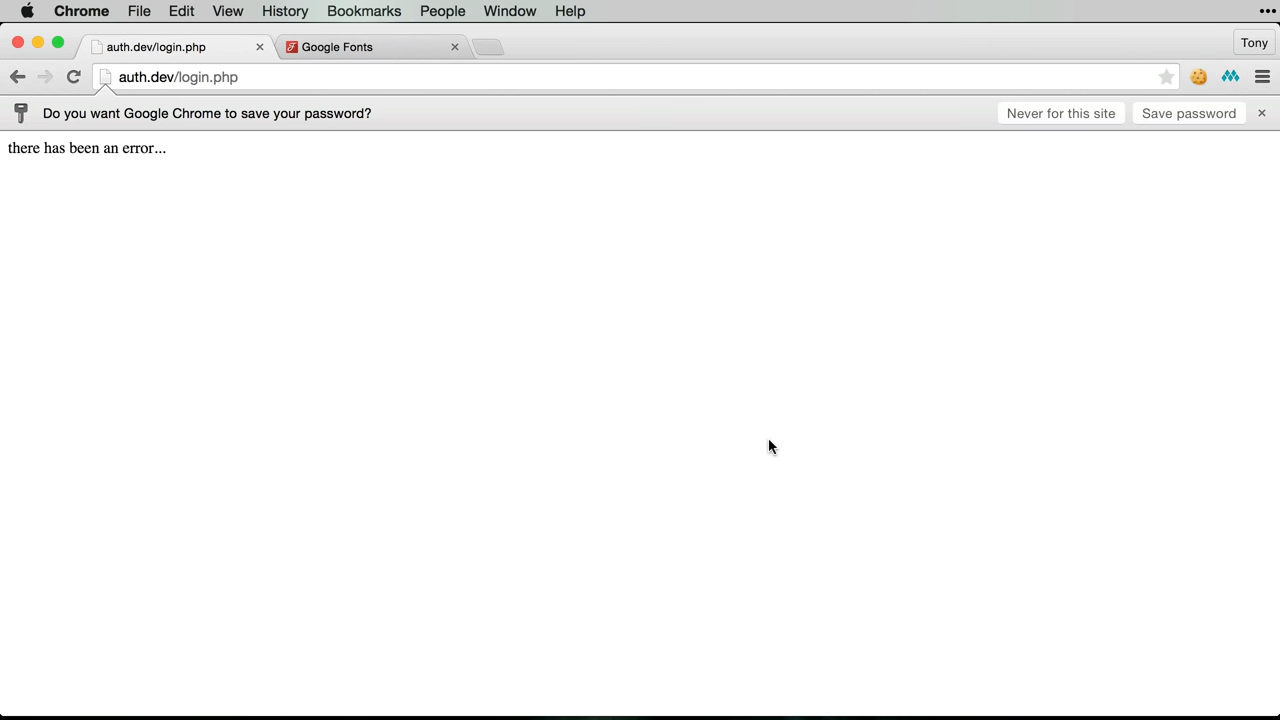 Chrome File Edit View History Bookmarks People Window Help
auth.dev/login.php Google Fonts Tony
auth.dev/login.php
Do you want Google Chrome to save your password? Never for this site Save password
there has been an error...